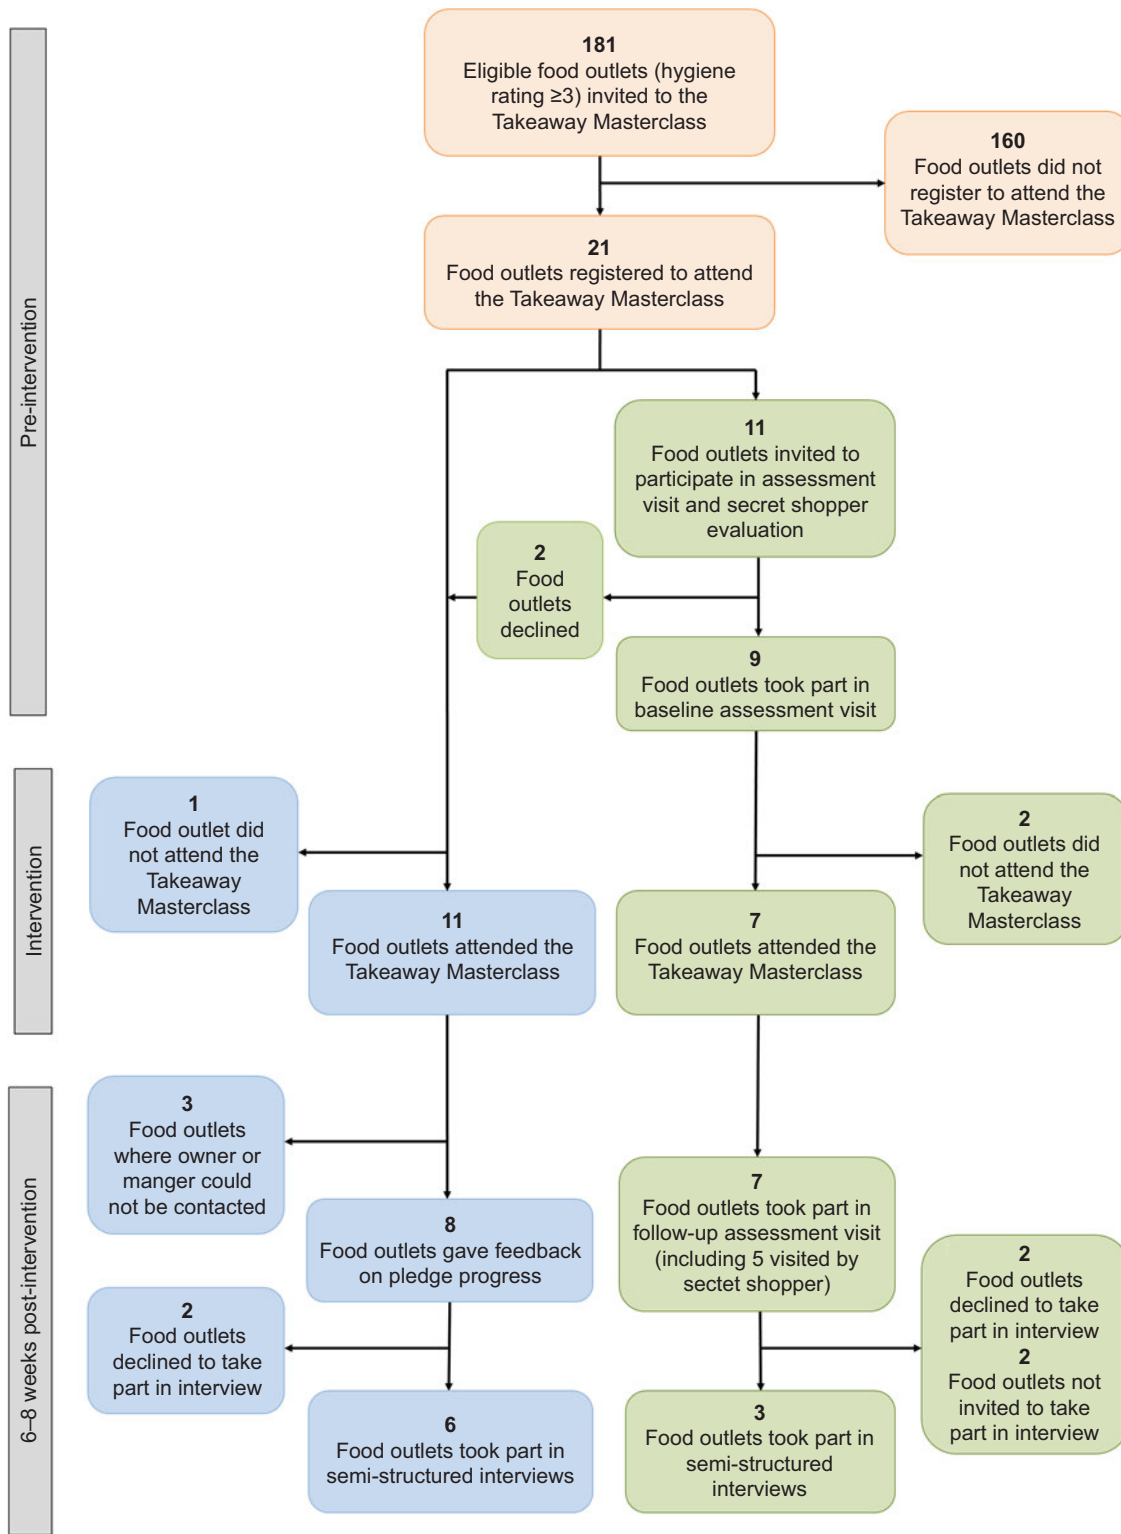 Pre-intervention
181
Eligible food outlets (hygiene
rating ≥3) invited to the
Takeaway Masterclass
160
Food outlets did not
register to attend the
Takeaway Masterclass
21
Food outlets registered to attend
the Takeaway Masterclass
11
Food outlets invited to
participate in assessment
visit and secret shopper
evaluation
2
Food
outlets
declined
9
Food outlets took part in
baseline assessment visit
Intervention
1
Food outlet did
not attend the
Takeaway
Masterclass
2
Food outlets did
not attend the
Takeaway
Masterclass
11
Food outlets attended the
Takeaway Masterclass
7
Food outlets attended the
Takeaway Masterclass
6–8 weeks post-intervention
3
Food outlets
where owner or
manger could
not be contacted
8
Food outlets gave feedback
on pledge progress
7
Food outlets took part in
follow-up assessment visit
(including 5 visited by
sectet shopper)
2
Food outlets
declined to take
part in interview
2
Food outlets
declined to take
part in interview
2
Food outlets not
invited to take
part in interview
6
Food outlets took part in
semi-structured interviews
3
Food outlets took part in
semi-structured
interviews